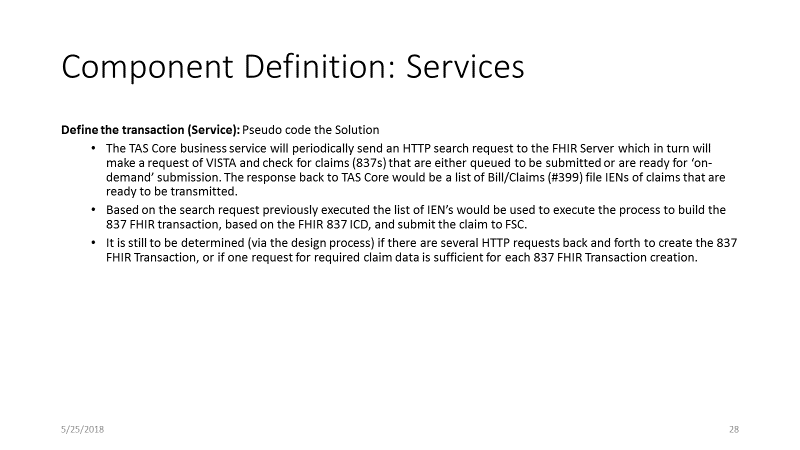 Component Definition: Services
Define the transaction (Service): Pseudo code the Solution
• The TAS Core business service will periodically send an HTTP search request to the FHIR Server which in turn will
make a request of VISTA and check for claims (837s) that are either queued to be submitted or are ready for ‘on-
demand’ submission. The response back to TAS Core would be a list of Bill/Claims (#399) file IENs of claims that are
ready to be transmitted.
• Based on the search request previously executed the list of IEN’s would be used to execute the process to build the
837 FHIR transaction, based on the FHIR 837 ICD, and submit the claim to FSC.
• It is still to be determined (via the design process) if there are several HTTP requests back and forth to create the 837
FHIR Transaction, or if one request for required claim data is sufficient for each 837 FHIR Transaction creation.
5/25/2018
28